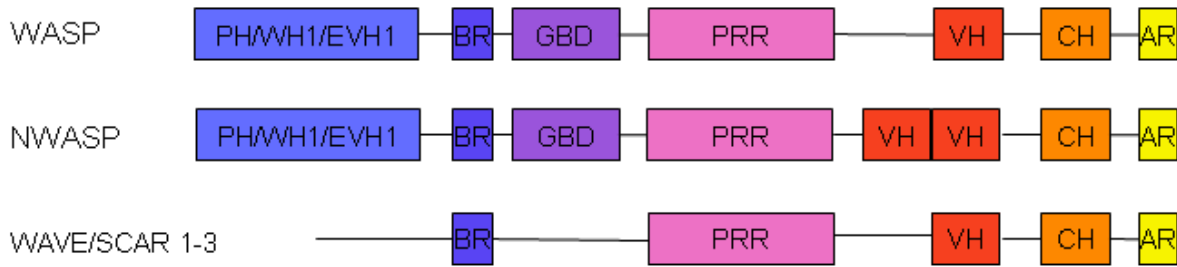 WASP PH/WH1/EVH1 BR GBD PRR VH CH AR
NWASP PH/WH1/EVH1 BR GBD PRR VH VH CH AR
WAVE/SCAR 1-3 BR PRR VH CH AR